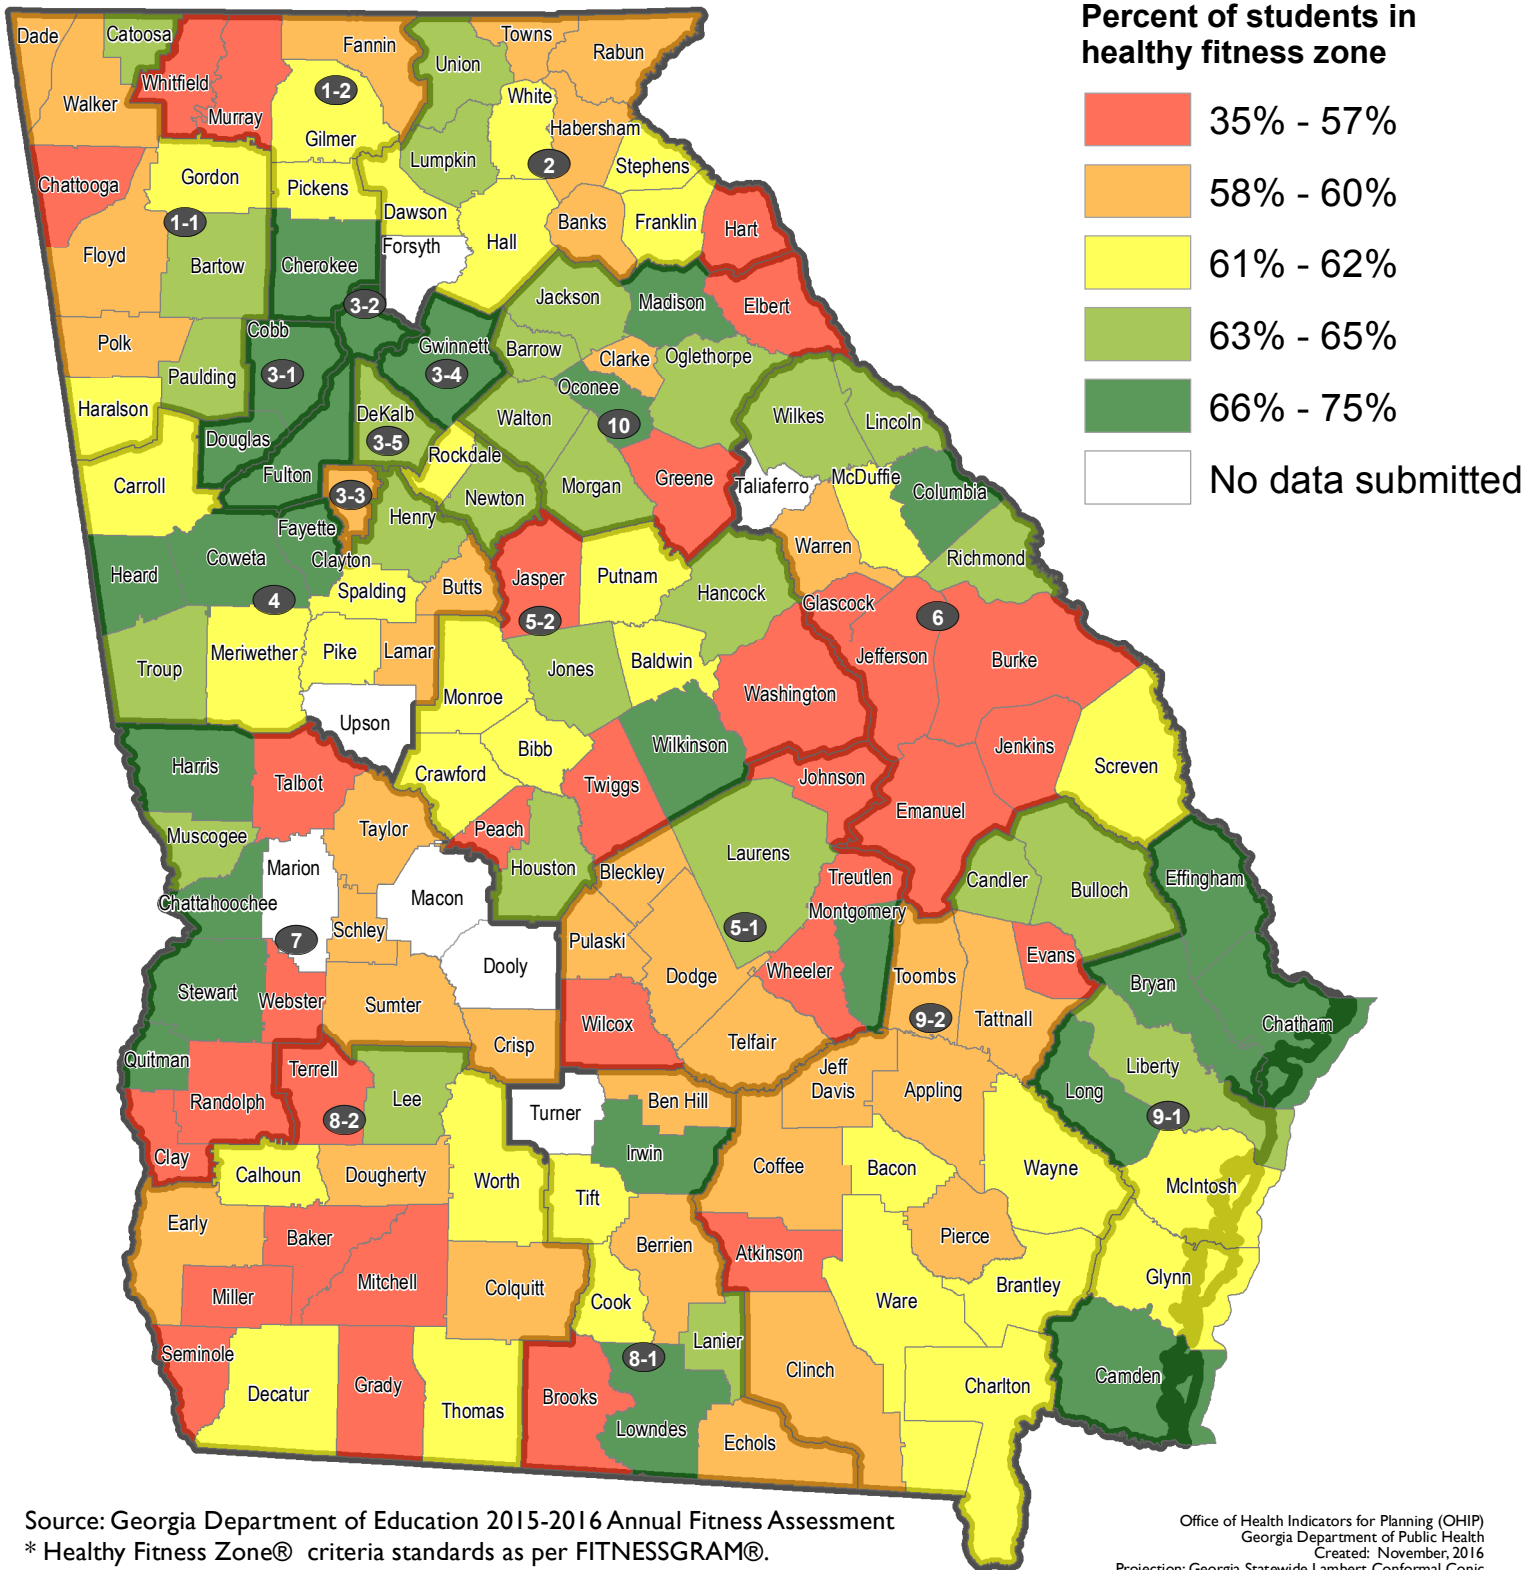 Percent of students in
healthy fitness zone
35% - 57%
58% - 60%
61% - 62%
63% - 65%
66% - 75%
No data submitted
Dade
Catoosa
Fannin
Towns
Rabun
Union
Whitfield
Walker
Murray
1-2
Gilmer
White
Habersham
Lumpkin
2
Stephens
Chattooga
Gordon
Pickens
Dawson
Hall
Banks
Franklin
Hart
1-1
Floyd
Bartow
Cherokee
Forsyth
3-2
Jackson
Madison
Elbert
Polk
Cobb
Gwinnett
Barrow
Clarke
Oglethorpe
Paulding
3-1
3-4
Oconee
Haralson
DeKalb
3-5
Walton
10
Wilkes
Lincoln
Douglas
Rockdale
Carroll
Fulton
3-3
Newton
Morgan
Greene
Taliaferro
McDuffie
Columbia
Henry
Fayette
Clayton
Coweta
Heard
Spalding
Butts
Jasper
Putnam
Hancock
Warren
Richmond
4
5-2
Glascock
6
Troup
Meriwether
Pike
Lamar
Jones
Baldwin
Jefferson
Burke
Monroe
Washington
Upson
Bibb
Wilkinson
Jenkins
Screven
Harris
Talbot
Crawford
Twiggs
Johnson
Emanuel
Muscogee
Taylor
Peach
Houston
Laurens
Marion
Macon
Bleckley
Treutlen
Candler
Bulloch
Effingham
Chattahoochee
7
Schley
Pulaski
5-1
Montgomery
Dooly
Dodge
Wheeler
Toombs
Evans
Bryan
Stewart
Webster
Sumter
Wilcox
9-2
Tattnall
Chatham
Crisp
Telfair
Quitman
Terrell
Lee
Jeff
Davis
Appling
Long
Liberty
Randolph
8-2
Turner
Ben Hill
9-1
Clay
Calhoun
Dougherty
Worth
Irwin
Coffee
Bacon
Wayne
McIntosh
Tift
Early
Baker
Berrien
Atkinson
Pierce
Miller
Mitchell
Colquitt
Cook
Ware
Brantley
Glynn
Seminole
Decatur
Grady
Thomas
Brooks
8-1
Lanier
Clinch
Charlton
Camden
Lowndes
Echols
Source: Georgia Department of Education 2015-2016 Annual Fitness Assessment
* Healthy Fitness Zone® criteria standards as per FITNESSGRAM®.
Office of Health Indicators for Planning (OHIP)
Georgia Department of Public Health
Created: November, 2016
Projection: Georgia Statewide Lambert Conformal Conic